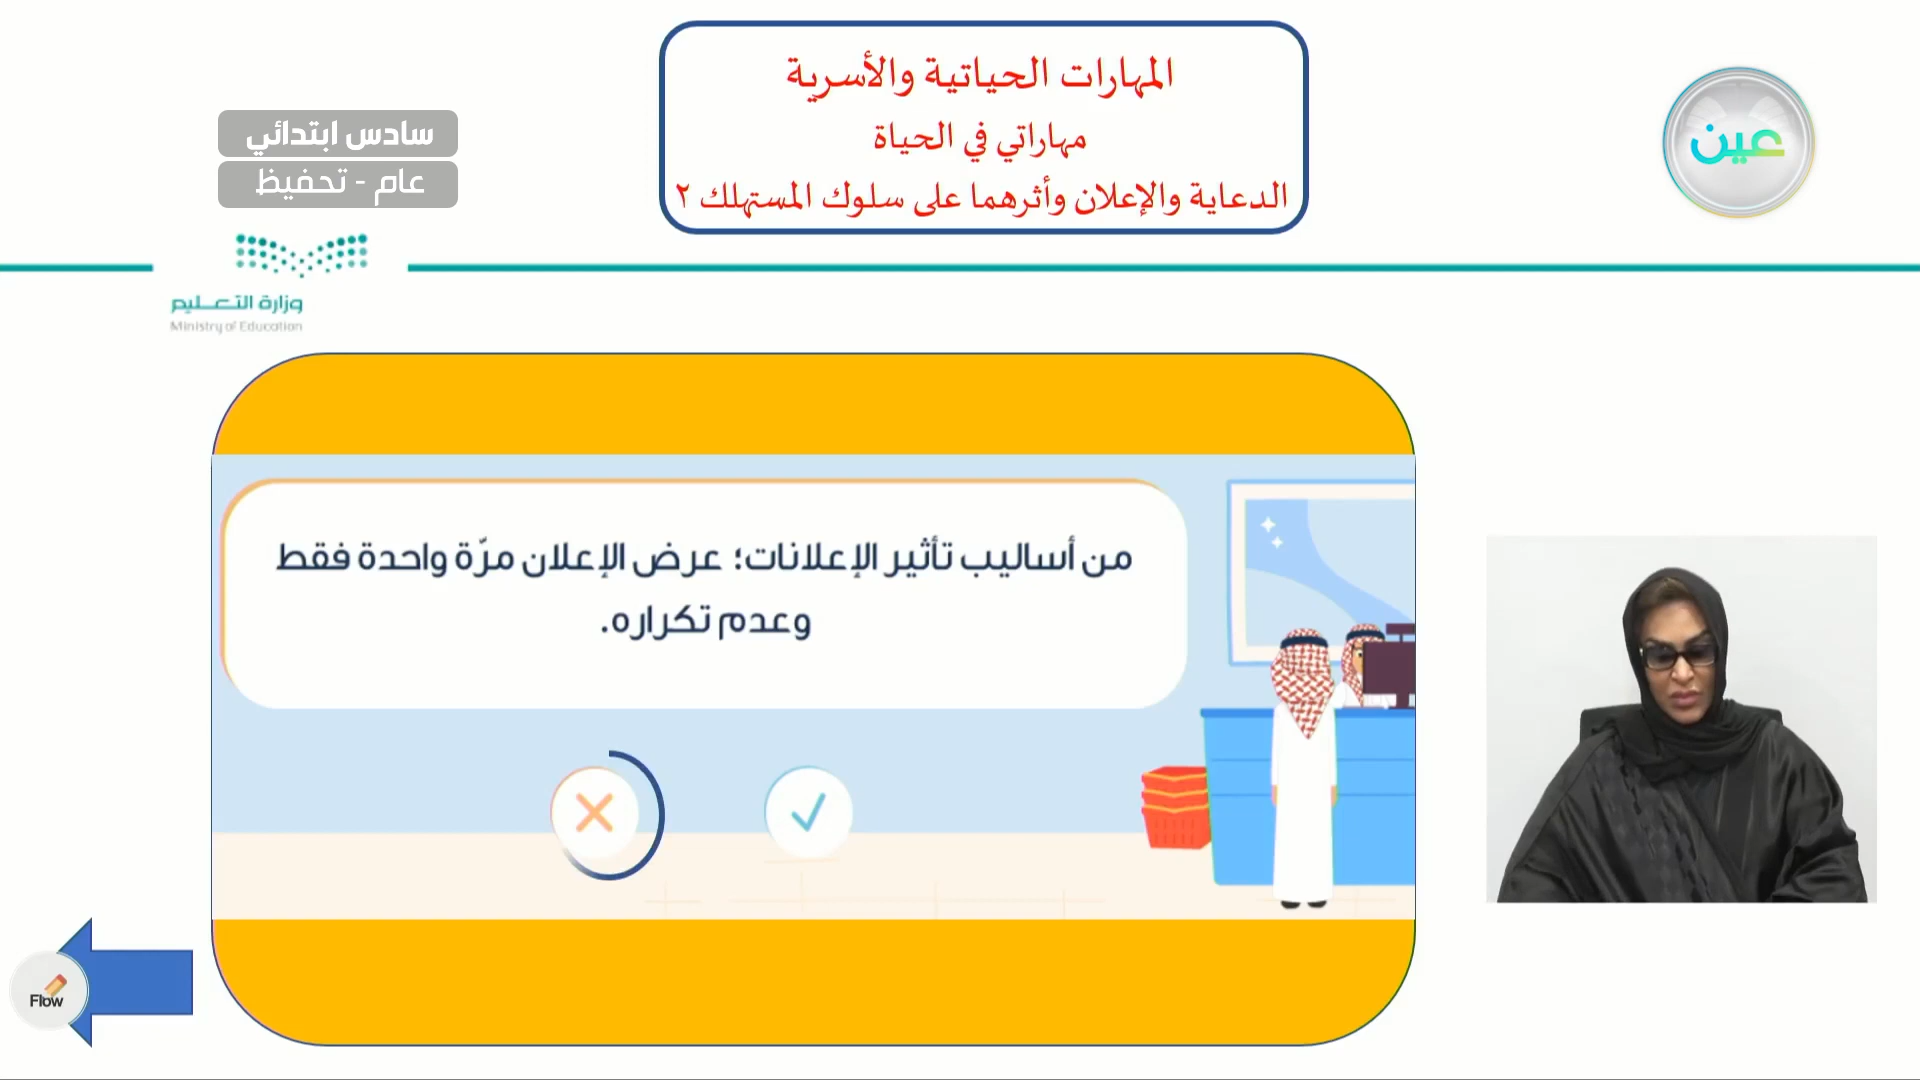 المهارات الحياتية والأسرية
مهاراتي في الحياة
الدعاية والإعلان وأثرهما على سلوك المستهلك ٢
عين
سادس ابتدائي
عام - تحفيظ
وزارة التعليم
Ministry of Education
من أساليب تأثير الإعلانات؛ عرض الإعلان مرّة واحدة فقط
وعدم تكراره.
Flow